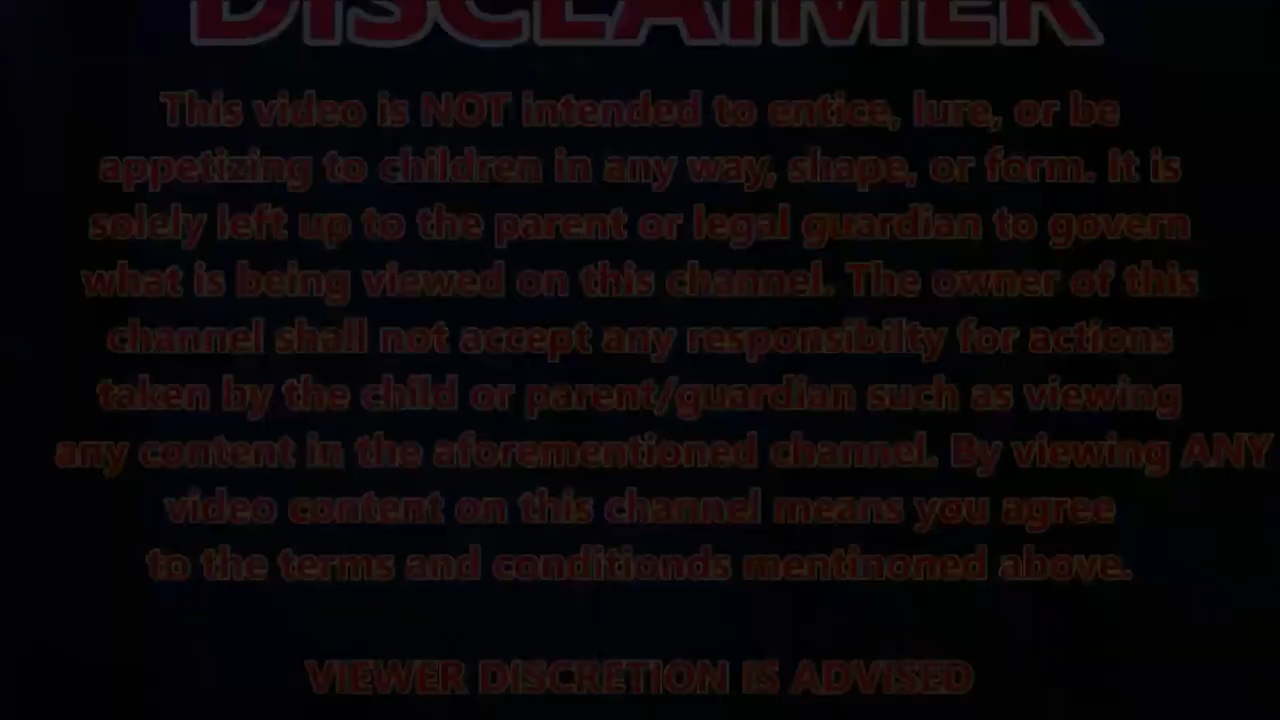 DISCLAIMER
This video is NOT intended to entice, lure, or be
appetizing to children in any way, shape, or form. It is
solely left up to the parent or legal guardian to govern
what is being viewed on this channel. The owner of this
channel shall not accept any responsibilty for actions
taken by the child or parent/guardian such as viewing
any content in the aforementioned channel. By viewing ANY
video content on this channel means you agree
to the terms and conditionds mentinoned above.
VIEWER DISCRETION IS ADVISED